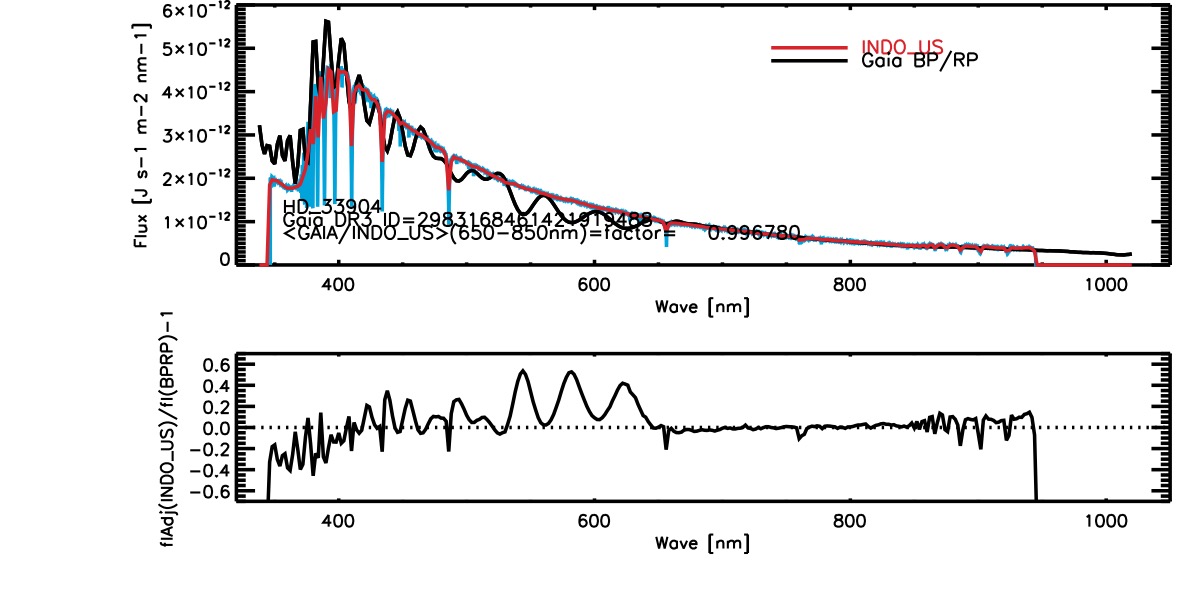 6×10⁻¹²
5×10⁻¹²
4×10⁻¹²
3×10⁻¹²
2×10⁻¹²
1×10⁻¹²
0
Flux [J s-1 m-2 nm-1]
INDO_US
Gaia BP/RP
HD_33904
Gaia DR3 ID=2983168461421919488
<GAIA/INDO_US>(650-850nm)=factor= 0.996780
400 600 800 1000
Wave [nm]
flAdj(INDO_US)/fl(BPRP)-1
0.6
0.4
0.2
0.0
-0.2
-0.4
-0.6
400 600 800 1000
Wave [nm]